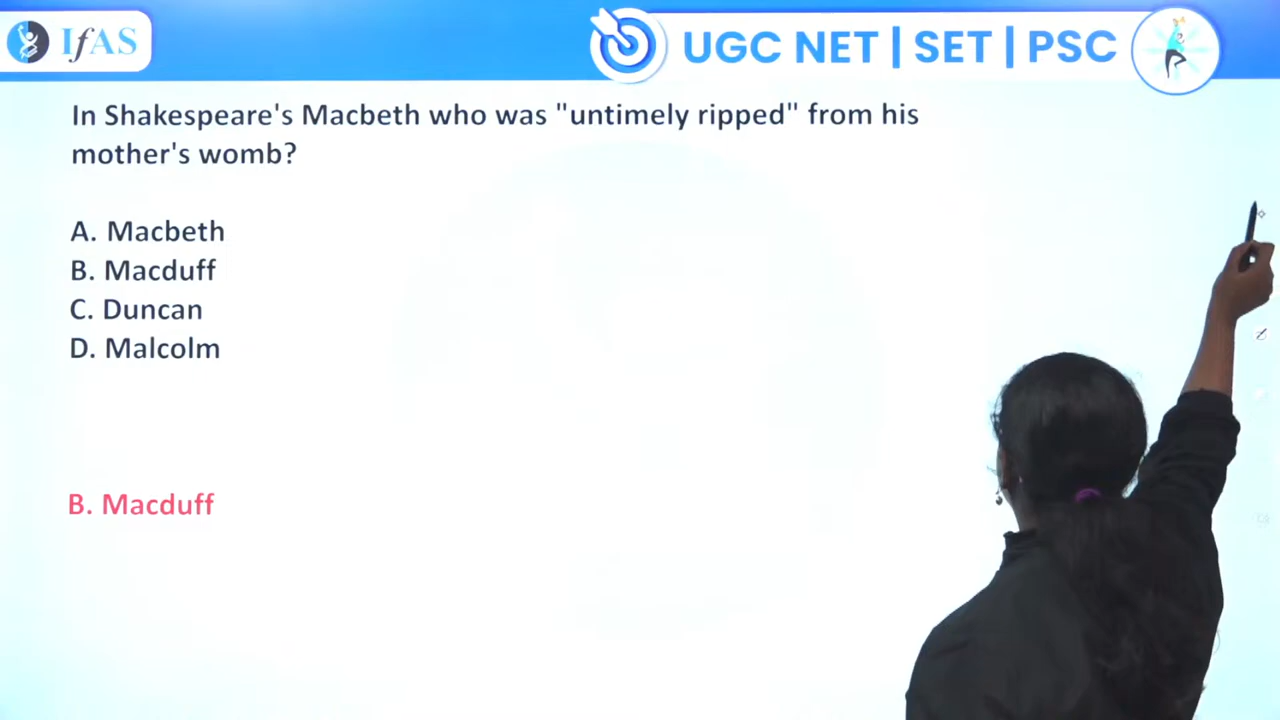 IfAS
UGC NET | SET | PSC
In Shakespeare's Macbeth who was "untimely ripped" from his
mother's womb?
A. Macbeth
B. Macduff
C. Duncan
D. Malcolm
B. Macduff